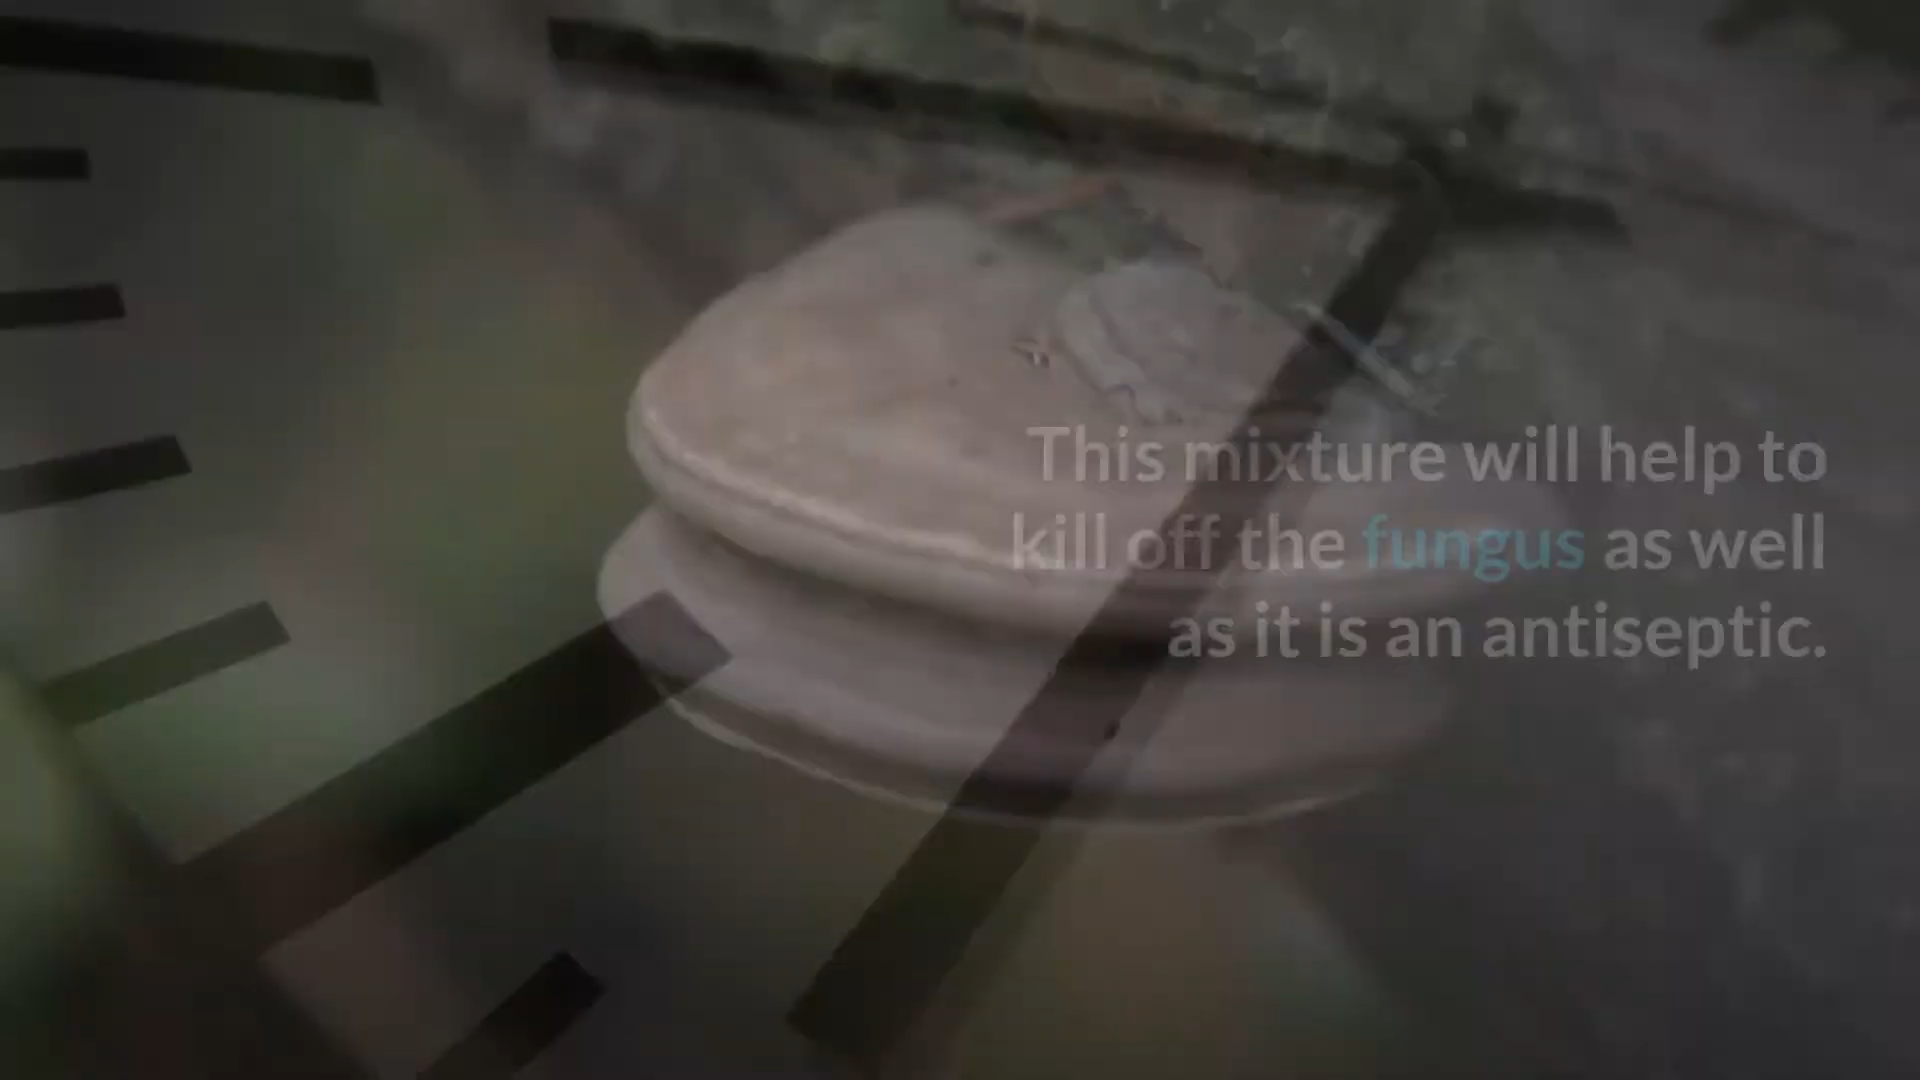 This mixture will help to
kill off the fungus as well
as it is an antiseptic.